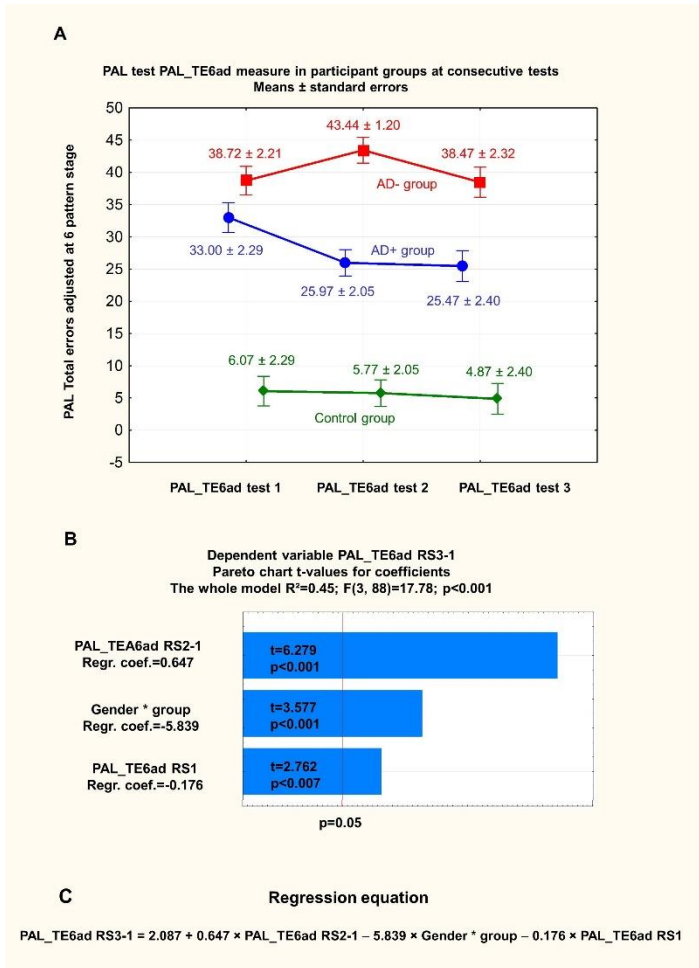 A
PAL test PAL_TE6ad measure in participant groups at consecutive tests
Means ± standard errors
PAL Total errors adjusted at 6 pattern stage
50
45
40
35
30
25
20
15
10
5
0
-5
38.72 ± 2.21
43.44 ± 1.20
38.47 ± 2.32
AD- group
33.00 ± 2.29
AD+ group
25.97 ± 2.05
25.47 ± 2.40
6.07 ± 2.29
5.77 ± 2.05
4.87 ± 2.40
Control group
PAL_TE6ad test 1
PAL_TE6ad test 2
PAL_TE6ad test 3
B
Dependent variable PAL_TE6ad RS3-1
Pareto chart t-values for coefficients
The whole model R²=0.45; F(3, 88)=17.78; p<0.001
PAL_TEA6ad RS2-1
Regr. coef.=0.647
t=6.279
p<0.001
Gender * group
Regr. coef.=-5.839
t=3.577
p<0.001
PAL_TE6ad RS1
Regr. coef.=-0.176
t=2.762
p<0.007
p=0.05
C
Regression equation
PAL_TE6ad RS3-1 = 2.087 + 0.647 × PAL_TE6ad RS2-1 – 5.839 × Gender * group – 0.176 × PAL_TE6ad RS1